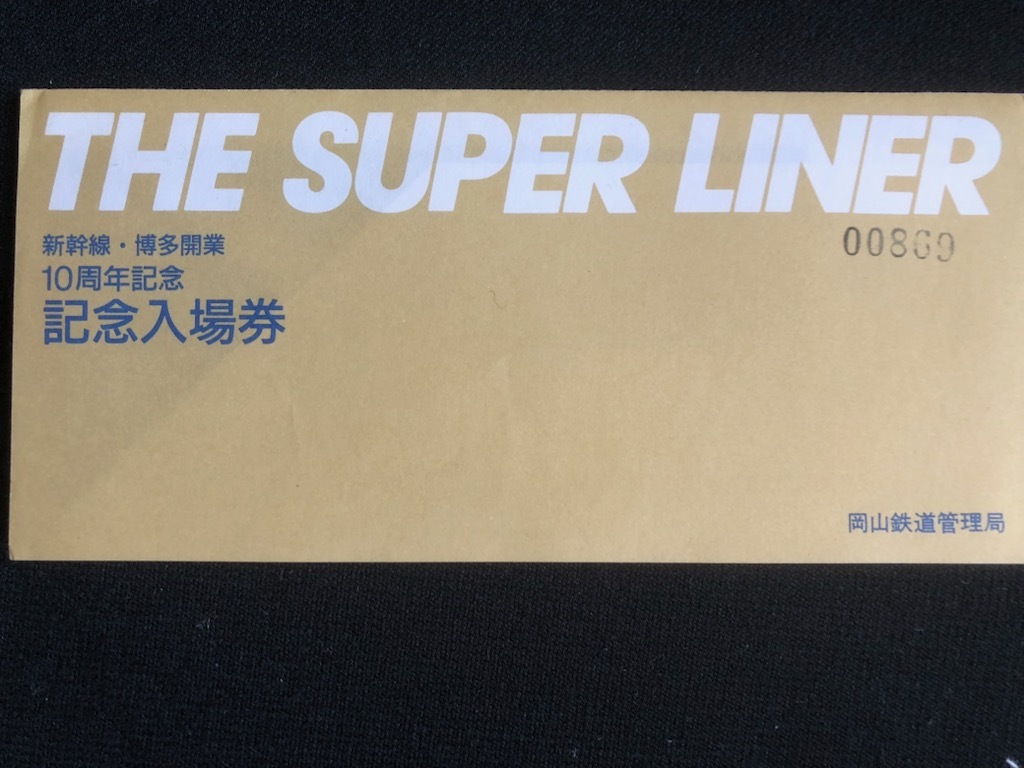 THE SUPER LINER
00869
新幹線・博多開業
10周年記念
記念入場券
岡山鉄道管理局